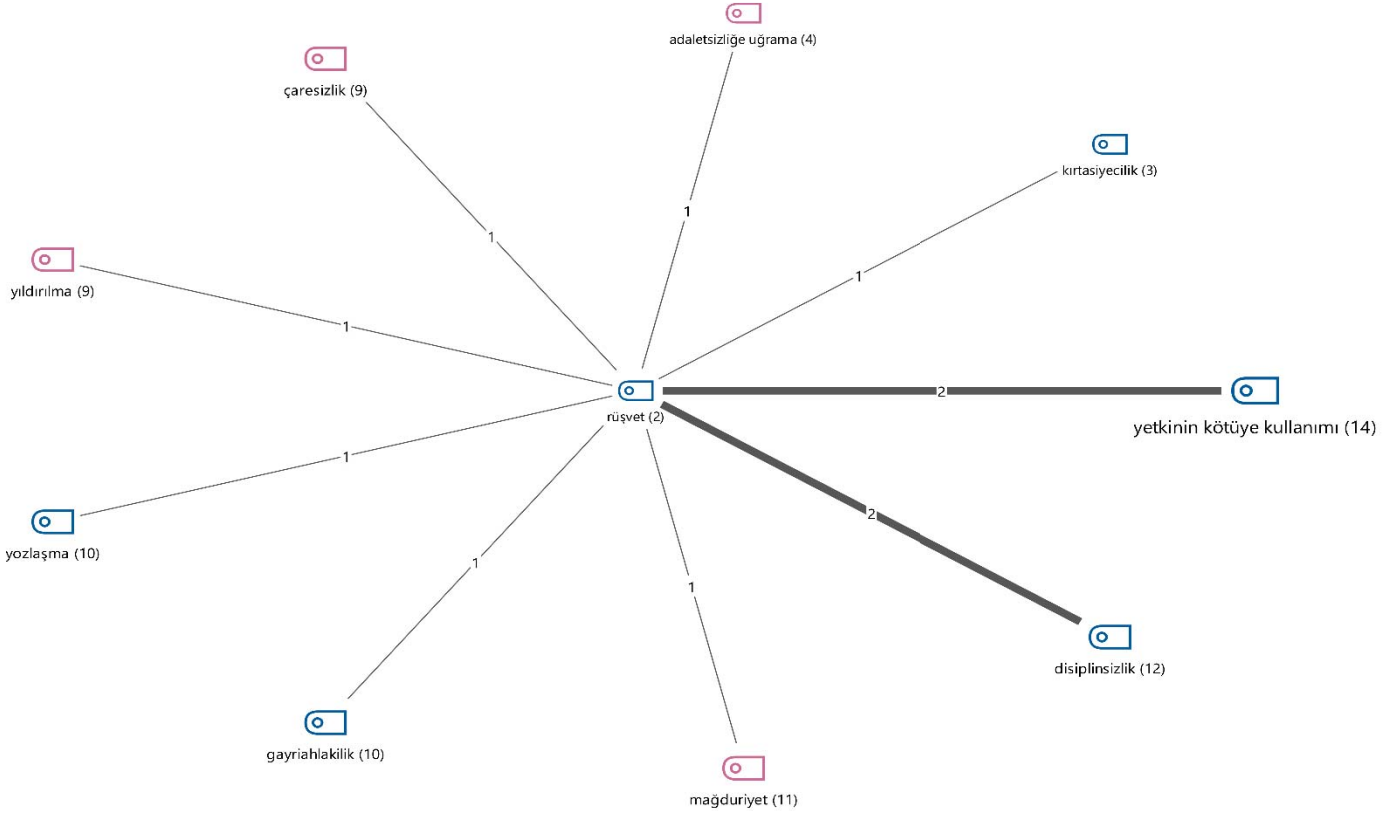 adaletsizliğe uğrama (4)
çaresizlik (9)
kırtasiyecilik (3)
1
1
yıldırılma (9)
1
1
rüşvet (2)
2
yetkinin kötüye kullanımı (14)
1
2
yozlaşma (10)
1
1
disiplinsizlik (12)
gayriahlakilik (10)
mağduriyet (11)